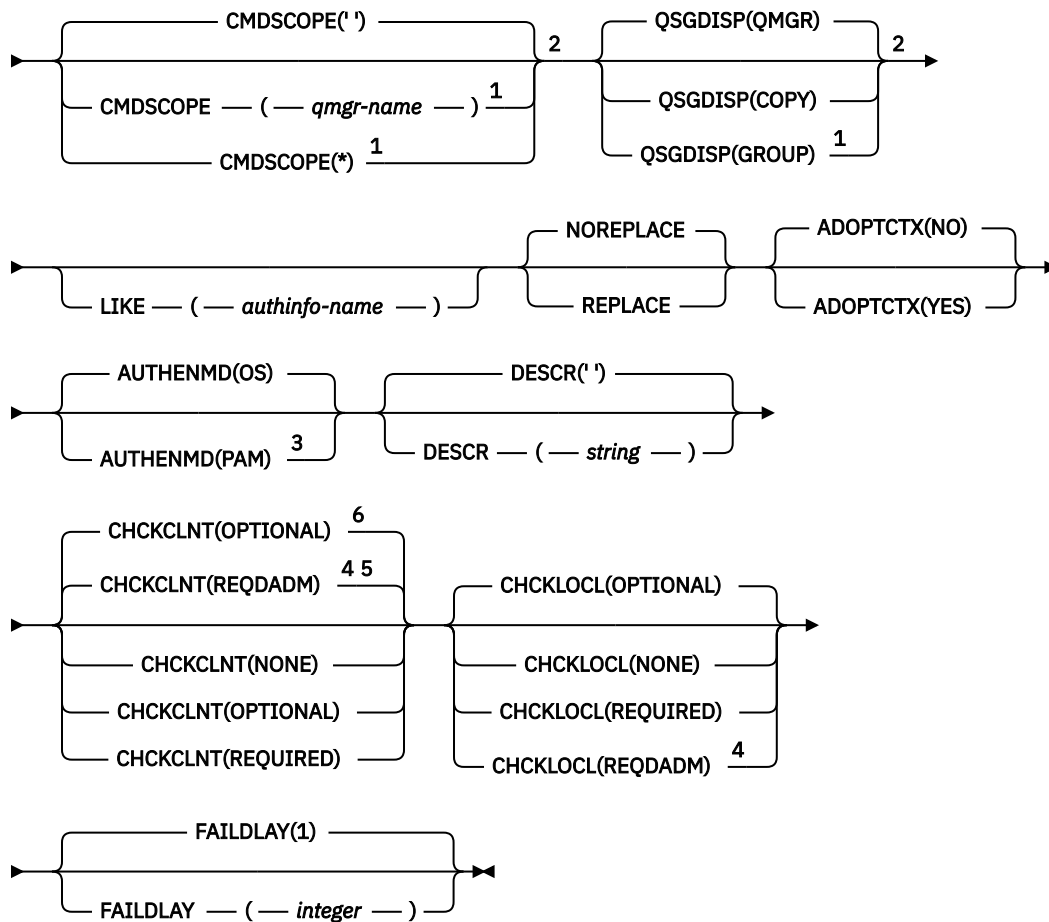 CMDSCOPE(' ')
CMDSCOPE ( qmgr-name ) 1
CMDSCOPE(*) 1
2
QSGDISP(QMGR)
QSGDISP(COPY)
QSGDISP(GROUP) 1
2
LIKE ( authinfo-name )
NOREPLACE
REPLACE
ADOPTCTX(NO)
ADOPTCTX(YES)
AUTHENMD(OS)
AUTHENMD(PAM) 3
DESCR(' ')
DESCR ( string )
CHCKCLNT(OPTIONAL) 6
CHCKCLNT(REQDADM) 4 5
CHCKCLNT(NONE)
CHCKCLNT(OPTIONAL)
CHCKCLNT(REQUIRED)
CHCKLOCL(OPTIONAL)
CHCKLOCL(NONE)
CHCKLOCL(REQUIRED)
CHCKLOCL(REQDADM) 4
FAILDLAY(1)
FAILDLAY ( integer )